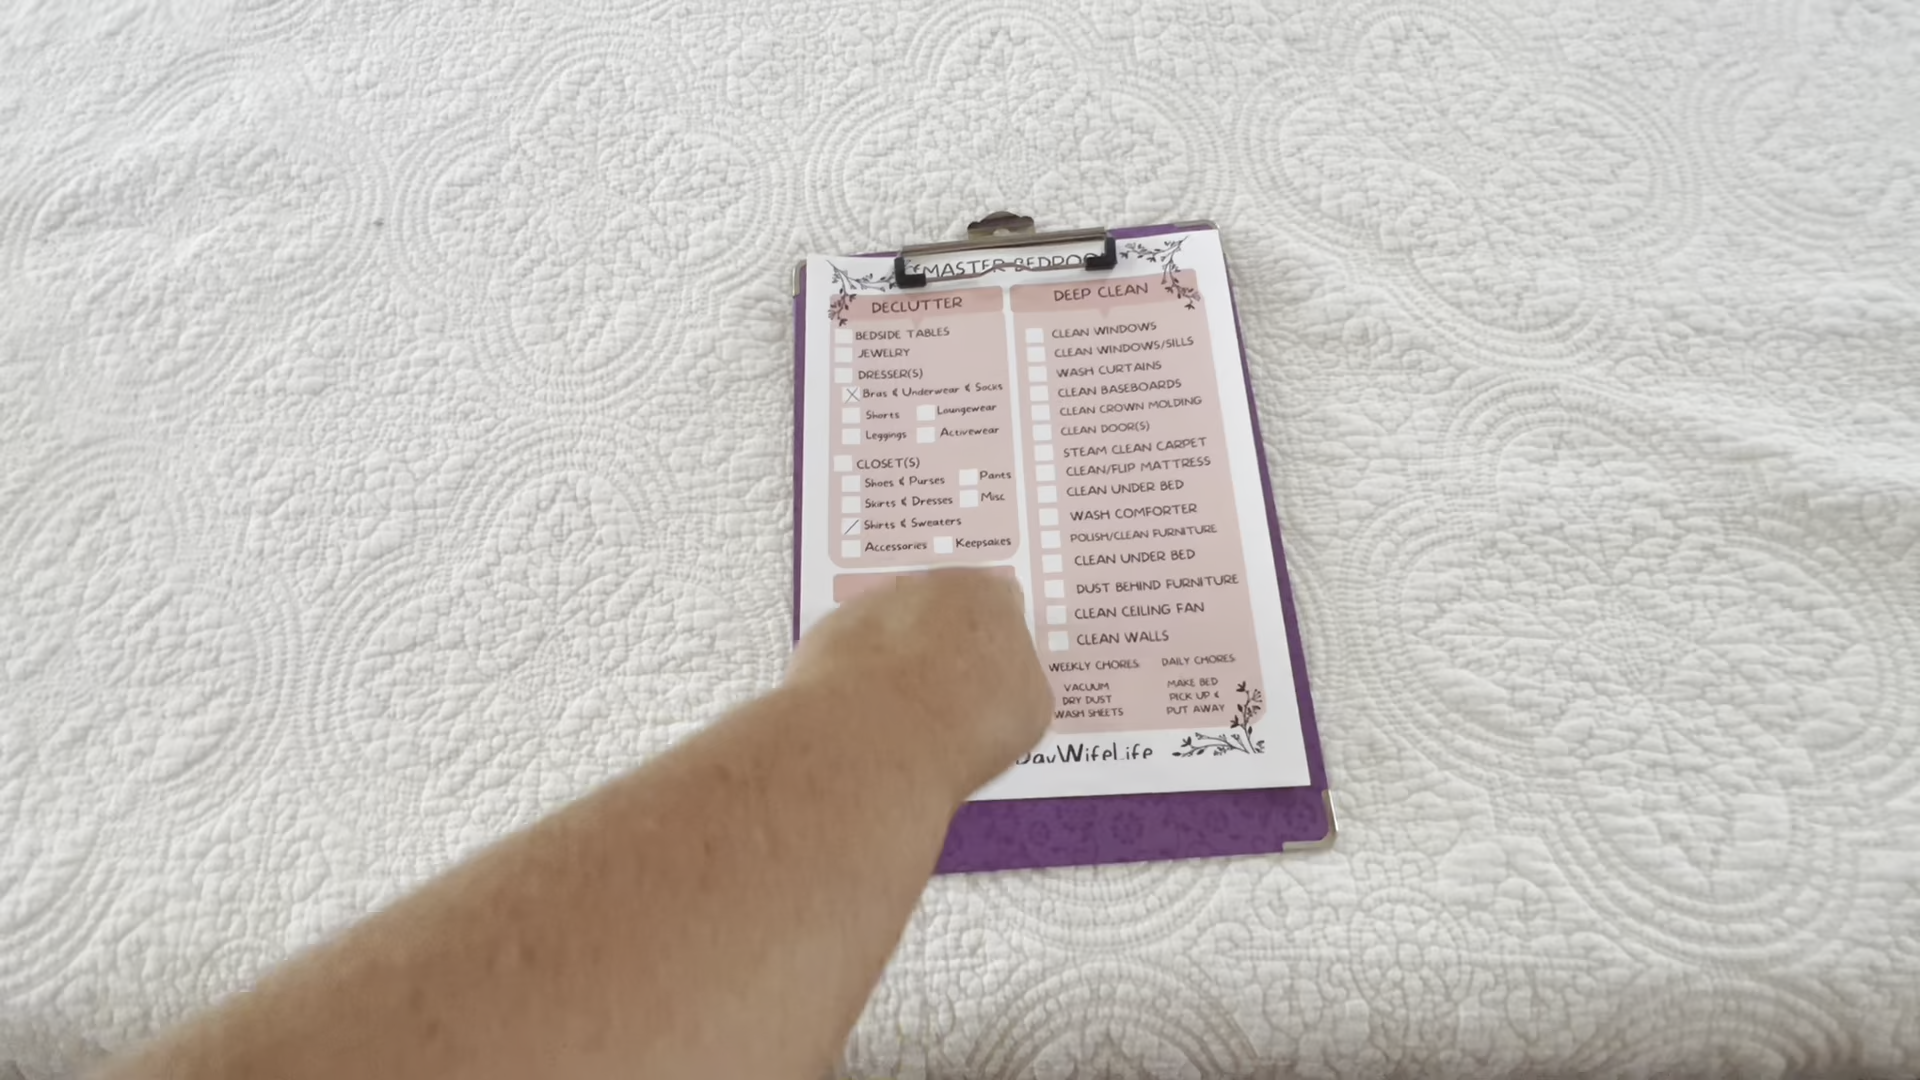 MASTER BEDROO
DECLUTTER
BEDSIDE TABLES
JEWELRY
DRESSER(S)
Bras & Underwear & Socks
Shorts
Loungewear
Leggings
Activewear
CLOSET(S)
Shoes & Purses
Pants
Skirts & Dresses
Misc
Shirts & Sweaters
Accessories
Keepsakes
DEEP CLEAN
CLEAN WINDOWS
CLEAN WINDOWS/SILLS
WASH CURTAINS
CLEAN BASEBOARDS
CLEAN CROWN MOLDING
CLEAN DOOR(S)
STEAM CLEAN CARPET
CLEAN/FLIP MATTRESS
CLEAN UNDER BED
WASH COMFORTER
POLISH/CLEAN FURNITURE
CLEAN UNDER BED
DUST BEHIND FURNITURE
CLEAN CEILING FAN
CLEAN WALLS
WEEKLY CHORES
VACUUM
DRY DUST
WASH SHEETS
DAILY CHORES
MAKE BED
PICK UP &
PUT AWAY
DayWifeLife